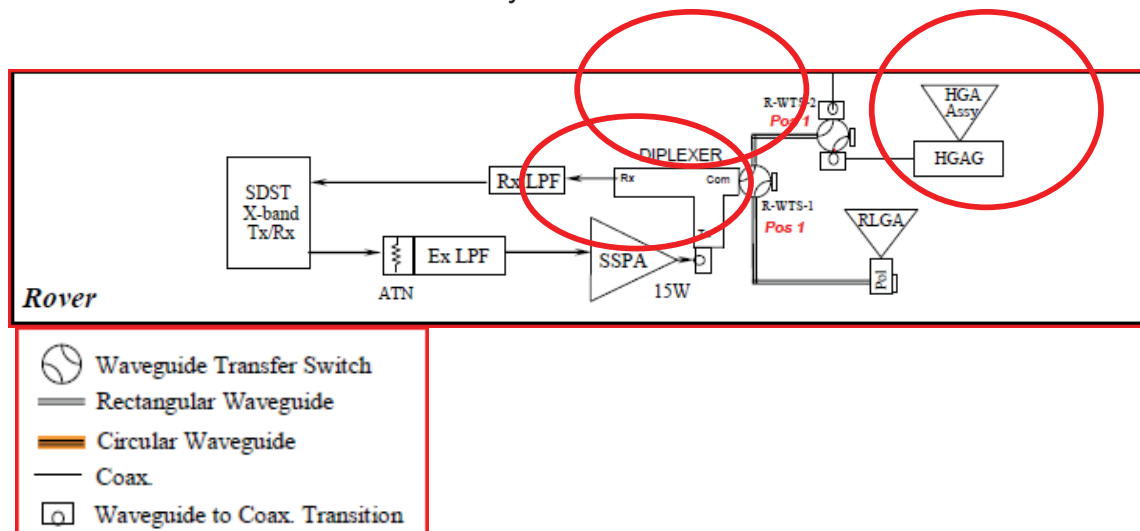 R-WTS-2
Pos 1
HGA
Assy
DIPLEXER
HGAG
Rx LPF
Rx
Com
SDST
X-band
Tx/Rx
R-WTS-1
Pos 1
RLGA
Ex LPF
SSPA
Pol
ATN
15W
Rover
Waveguide Transfer Switch
Rectangular Waveguide
Circular Waveguide
Coax.
Waveguide to Coax. Transition